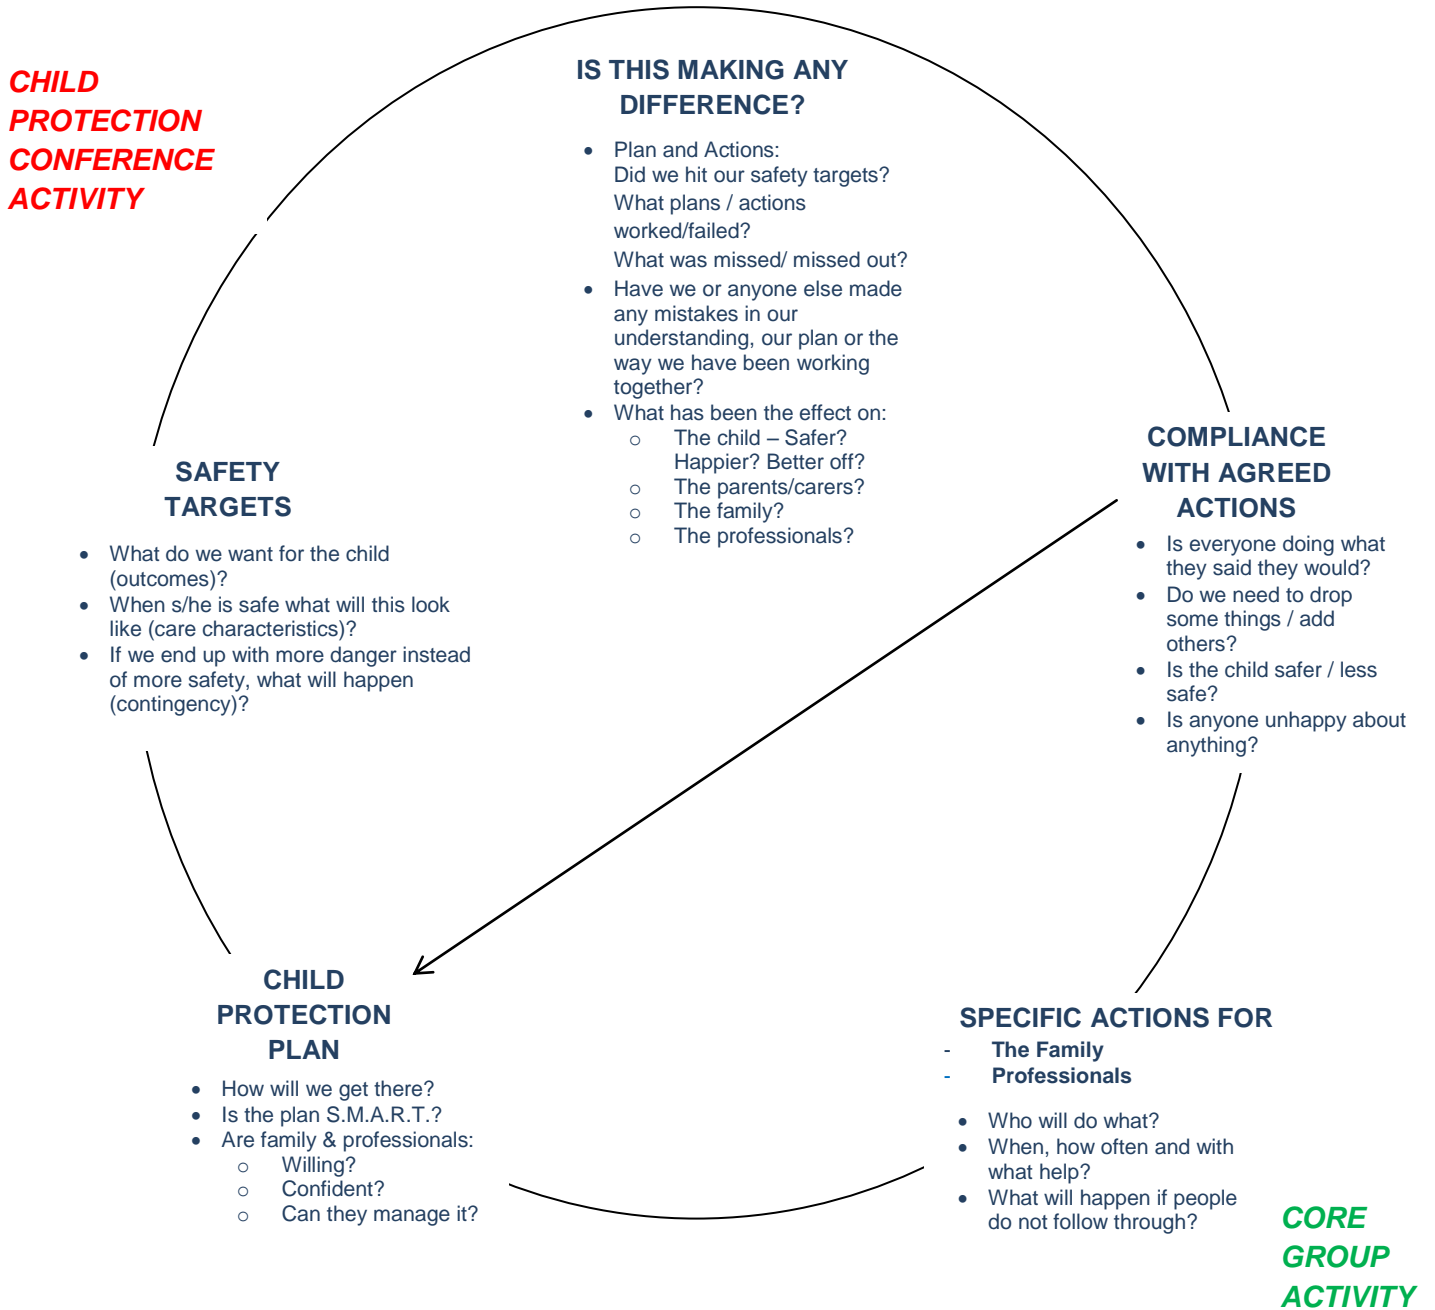 CHILD
PROTECTION
CONFERENCE
ACTIVITY
IS THIS MAKING ANY
DIFFERENCE?
• Plan and Actions:
Did we hit our safety targets?
What plans / actions
worked/failed?
What was missed/ missed out?
• Have we or anyone else made
any mistakes in our
understanding, our plan or the
way we have been working
together?
• What has been the effect on:
o The child – Safer?
Happier? Better off?
o The parents/carers?
o The family?
o The professionals?
COMPLIANCE
WITH AGREED
ACTIONS
• Is everyone doing what
they said they would?
• Do we need to drop
some things / add
others?
• Is the child safer / less
safe?
• Is anyone unhappy about
anything?
SAFETY
TARGETS
• What do we want for the child
(outcomes)?
• When s/he is safe what will this look
like (care characteristics)?
• If we end up with more danger instead
of more safety, what will happen
(contingency)?
CHILD
PROTECTION
PLAN
• How will we get there?
• Is the plan S.M.A.R.T.?
• Are family & professionals:
o Willing?
o Confident?
o Can they manage it?
SPECIFIC ACTIONS FOR
- The Family
- Professionals
• Who will do what?
• When, how often and with
what help?
• What will happen if people
do not follow through?
CORE
GROUP
ACTIVITY